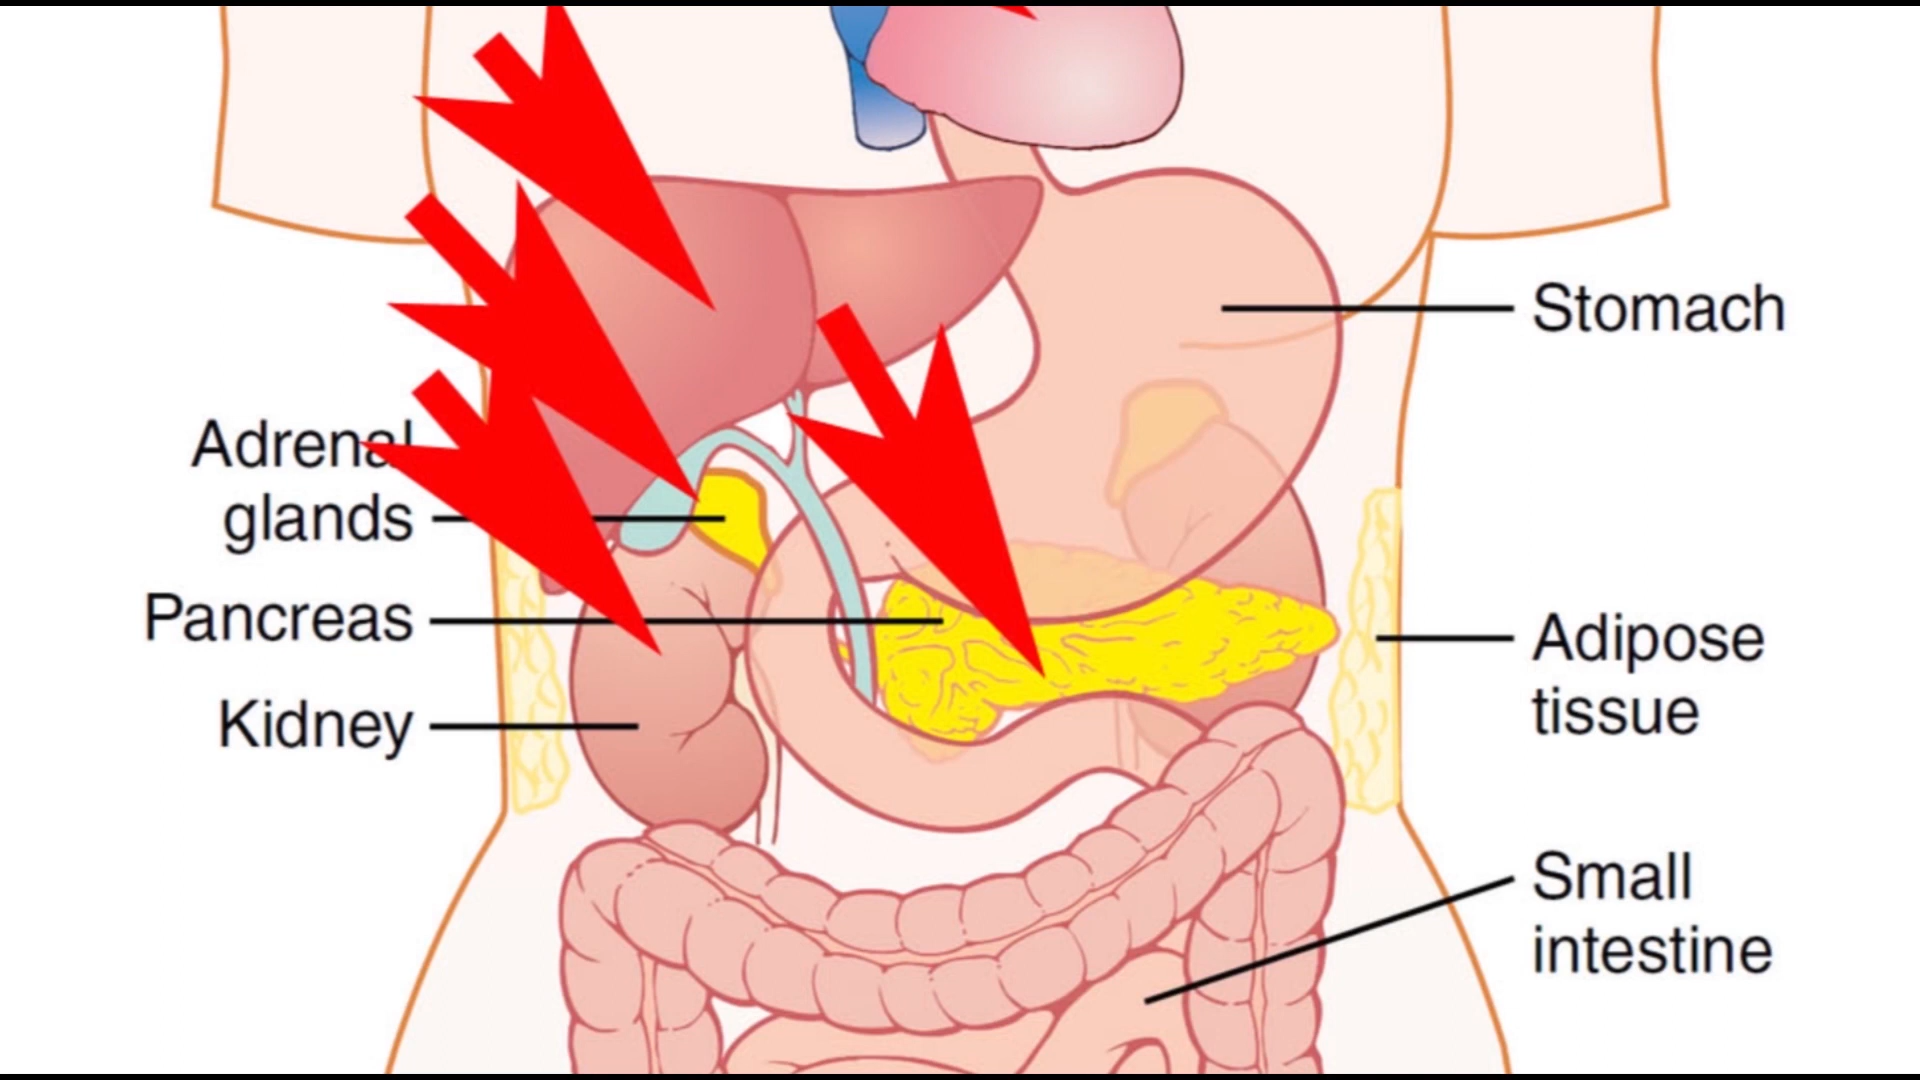 Adrenal
glands
Pancreas
Kidney
Stomach
Adipose
tissue
Small
intestine